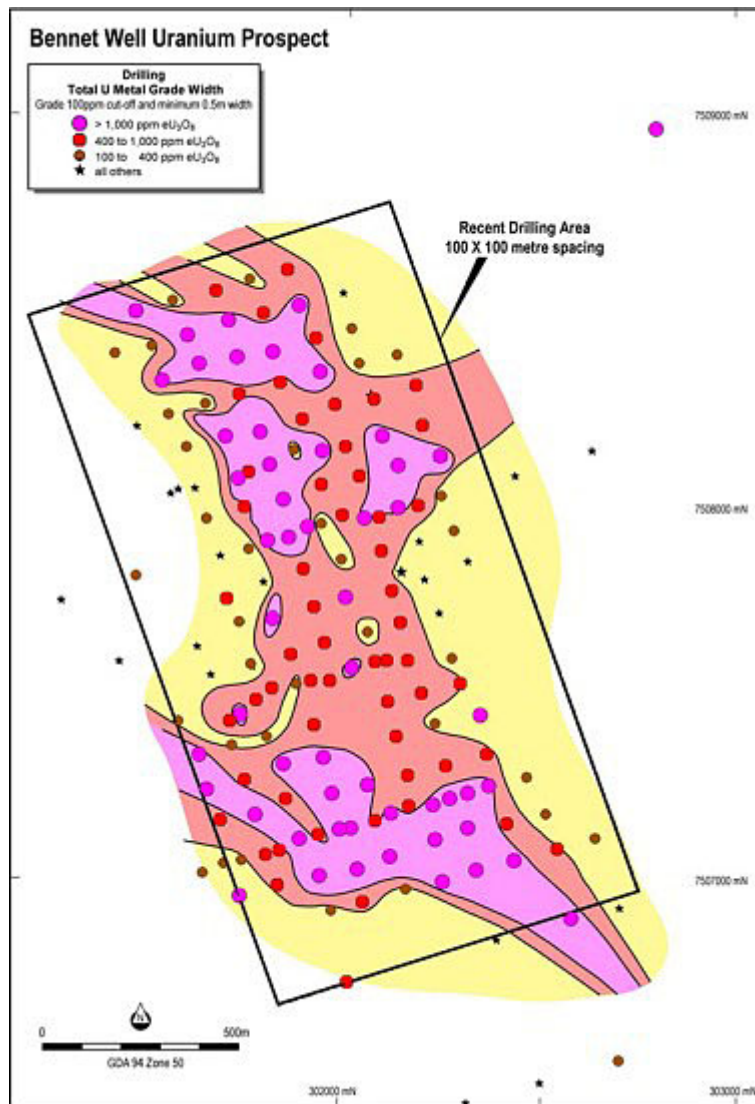 Bennet Well Uranium Prospect
Drilling
Total U Metal Grade Width
Grade 100ppm cut-off and minimum 0.5m width
> 1,000 ppm eU₃O₈
400 to 1,000 ppm eU₃O₈
100 to 400 ppm eU₃O₈
all others
7509000 mN
Recent Drilling Area
100 X 100 metre spacing
7508000 mN
7507000 mN
N
0 500m
GDA 94 Zone 50
302000 mN 303000 mN